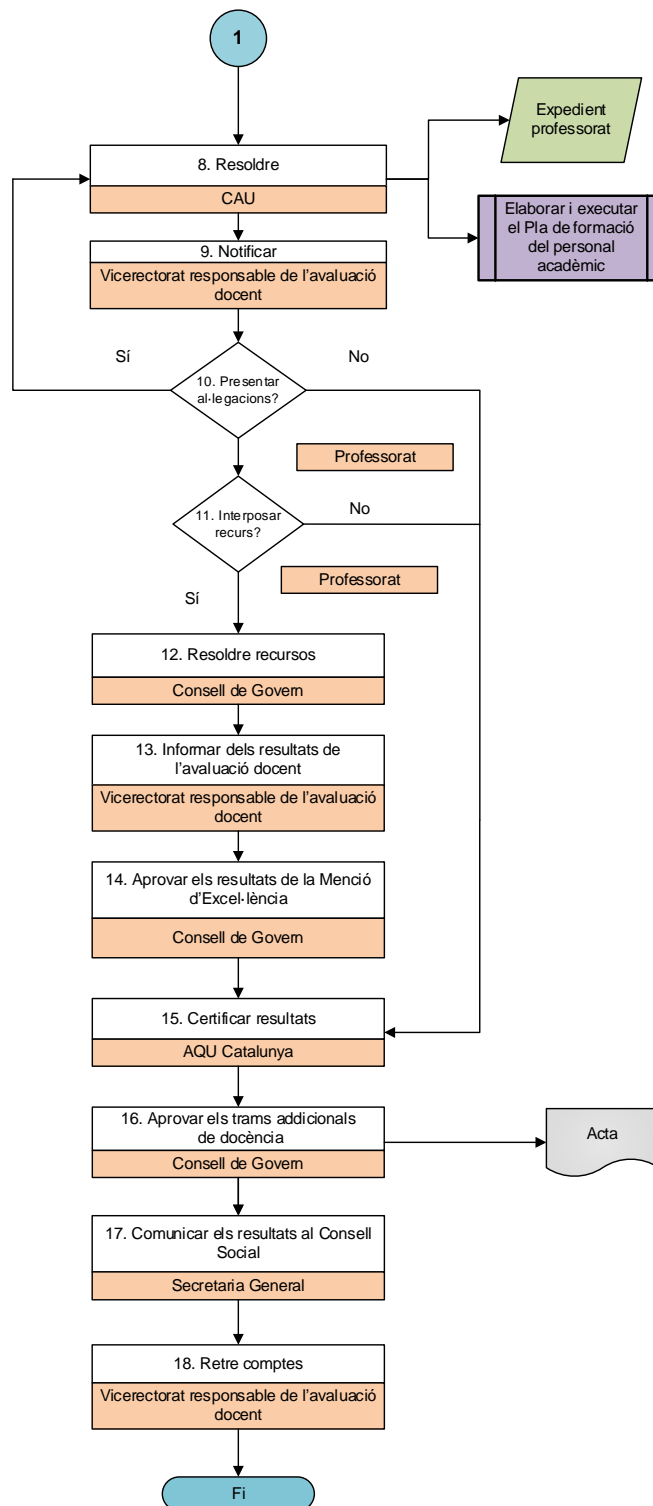 1
Expedient
professorat
8. Resoldre
CAU
Elaborar i executar
el Pla de formació
del personal
acadèmic
9. Notificar
Vicerectorat responsable de l’avaluació
docent
Sí
No
10. Presentar
al·legacions?
Professorat
11. Interposar
recurs?
No
Professorat
Sí
12. Resoldre recursos
Consell de Govern
13. Informar dels resultats de
l’avaluació docent
Vicerectorat responsable de l’avaluació
docent
14. Aprovar els resultats de la Menció
d’Excel·lència
Consell de Govern
15. Certificar resultats
AQU Catalunya
16. Aprovar els trams addicionals
de docència
Consell de Govern
Acta
17. Comunicar els resultats al Consell
Social
Secretaria General
18. Retre comptes
Vicerectorat responsable de l’avaluació
docent
Fi